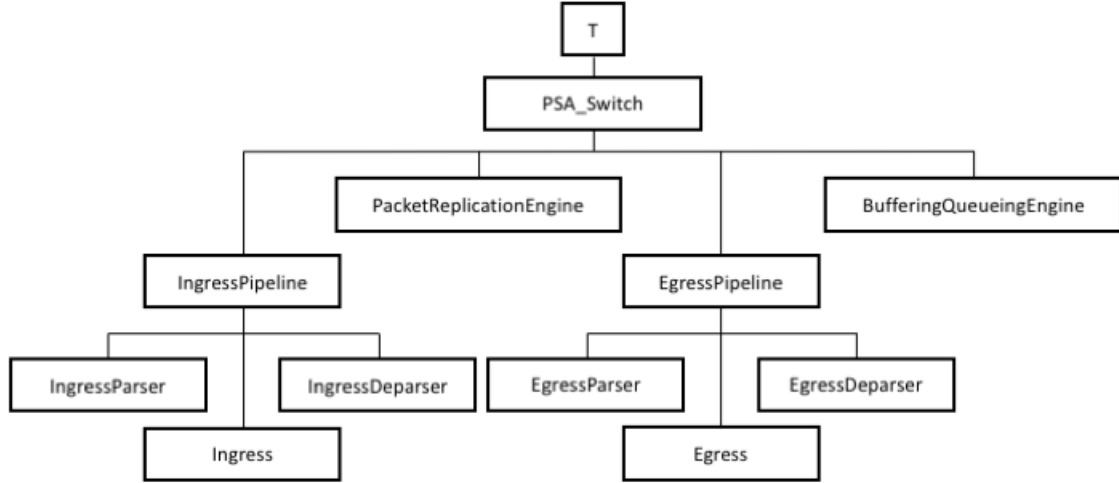 T
PSA_Switch
PacketReplicationEngine
BufferingQueueingEngine
IngressPipeline
EgressPipeline
IngressParser
IngressDeparser
EgressParser
EgressDeparser
Ingress
Egress